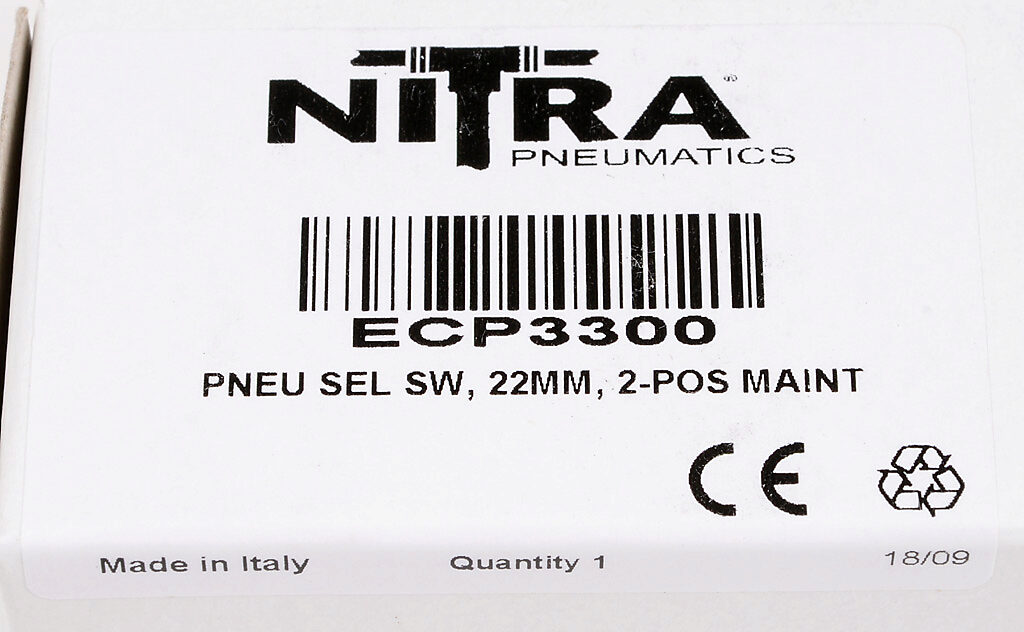 NITRA®
PNEUMATICS
ECP3300
PNEU SEL SW, 22MM, 2-POS MAINT
CE
Made in Italy Quantity 1 18/09